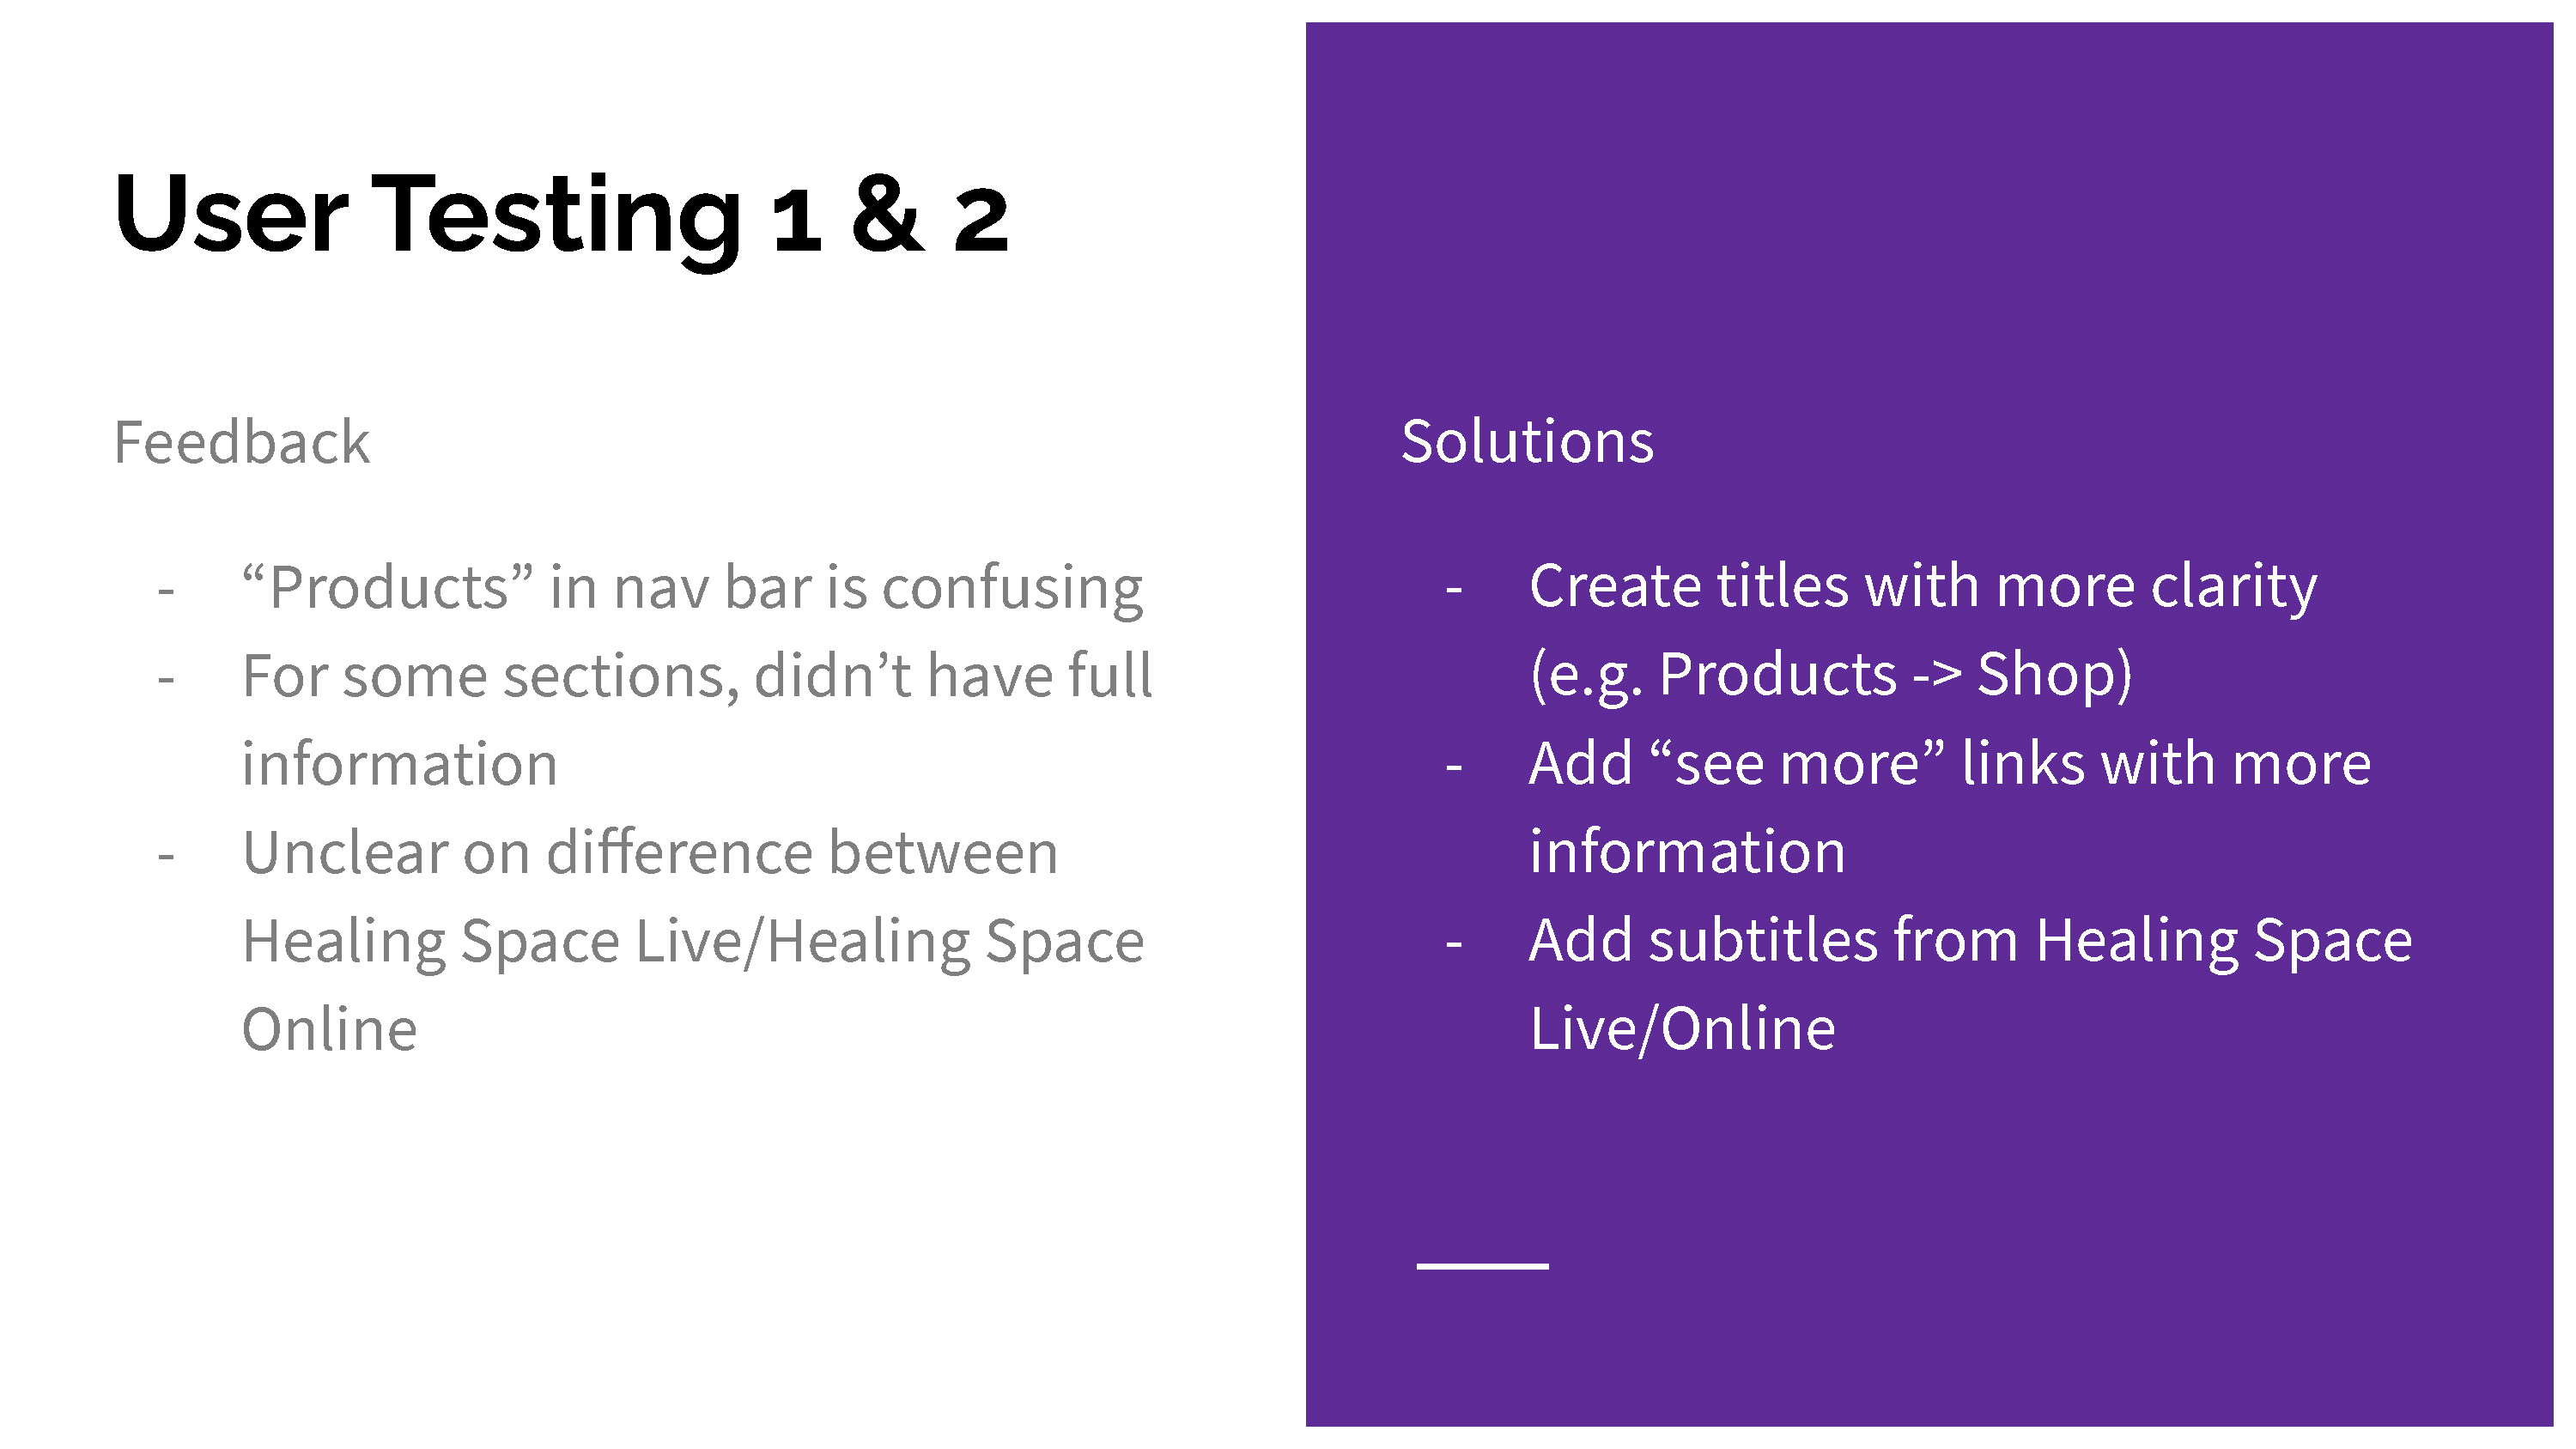 User Testing 1 & 2
Feedback
- “Products” in nav bar is confusing
- For some sections, didn’t have full
information
- Unclear on difference between
Healing Space Live/Healing Space
Online
Solutions
- Create titles with more clarity
(e.g. Products -> Shop)
- Add “see more” links with more
information
- Add subtitles from Healing Space
Live/Online